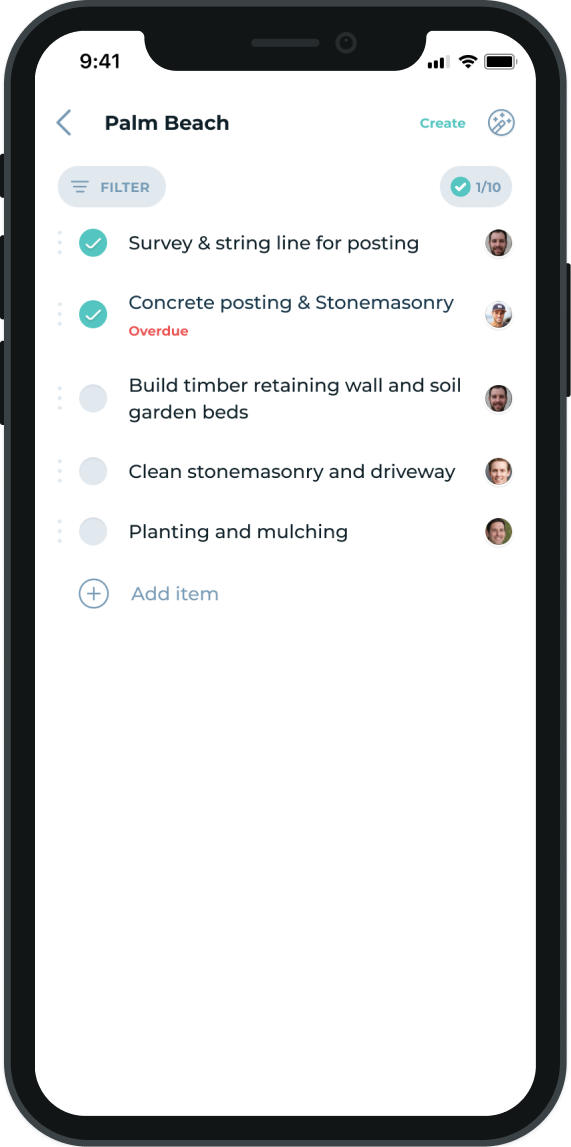 9:41
Palm Beach
Create
FILTER
1/10
Survey & string line for posting
Concrete posting & Stonemasonry
Overdue
Build timber retaining wall and soil
garden beds
Clean stonemasonry and driveway
Planting and mulching
Add item